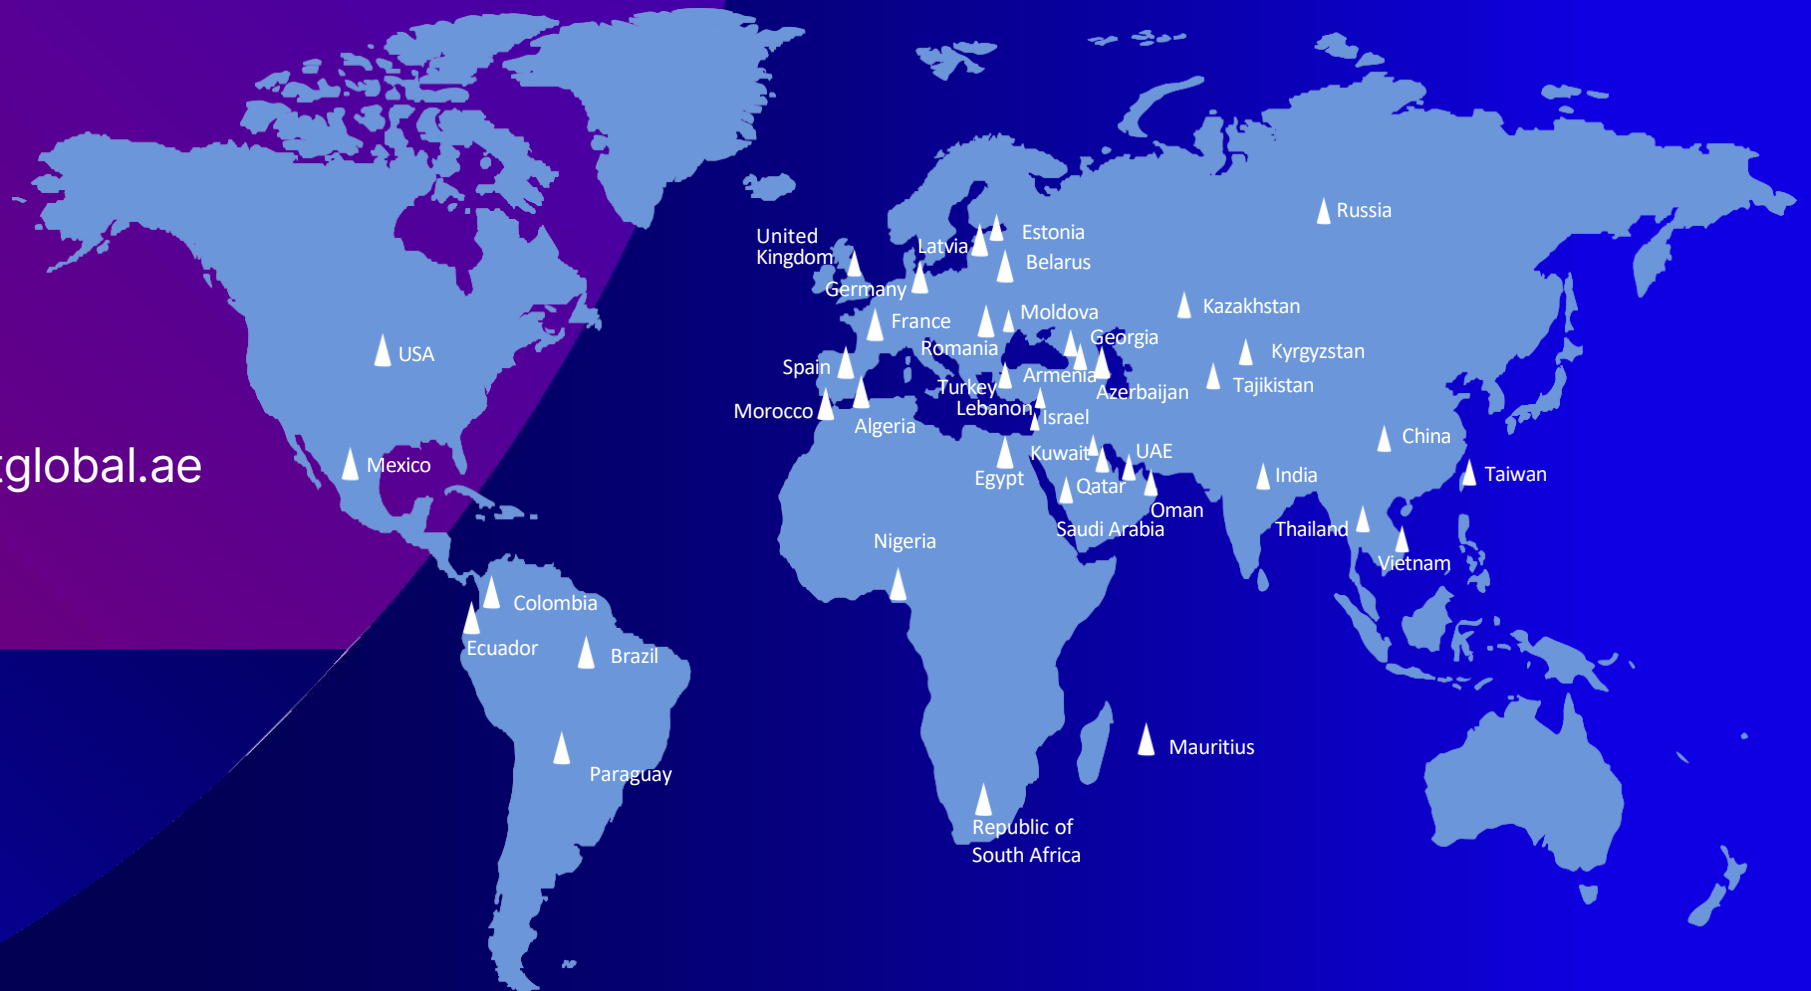 Russia
United
Kingdom
Estonia
Latvia
Belarus
Germany
Kazakhstan
Moldova
France
Georgia
Romania
Kyrgyzstan
USA
Spain
Armenia
Tajikistan
Turkey
Azerbaijan
Lebanon
Morocco
Israel
Algeria
China
Kuwait
UAE
tglobal.ae
Mexico
Egypt
Qatar
India
Taiwan
Oman
Saudi Arabia
Thailand
Nigeria
Vietnam
Colombia
Ecuador
Brazil
Mauritius
Paraguay
Republic of
South Africa